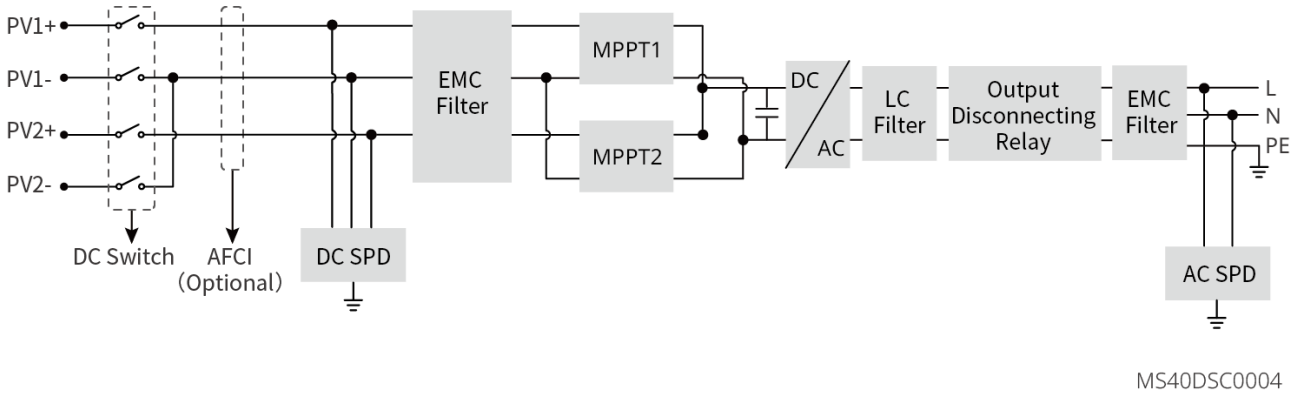 PV1+
PV1-
PV2+
PV2-
DC Switch
AFCI
(Optional)
DC SPD
EMC
Filter
MPPT1
MPPT2
DC
AC
LC
Filter
Output
Disconnecting
Relay
EMC
Filter
L
N
PE
AC SPD
MS40DSC0004